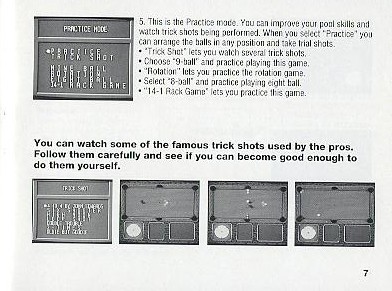 PRACTICE MODE
PRACTICE
TRICK SHOT
NINE BALL
ROTATION
EIGHT BALL
14-1 RACK GAME
5. This is the Practice mode. You can improve your pool skills and
watch trick shots being performed. When you select "Practice" you
can arrange the balls in any position and take trial shots.
• "Trick Shot" lets you watch several trick shots.
• Choose "9-ball" and practice playing this game.
• "Rotation" lets you practice the rotation game.
• Select "8-ball" and practice playing eight ball.
• "14-1 Rack Game" lets you practice this game.
You can watch some of the famous trick shots used by the pros.
Follow them carefully and see if you can become good enough to
do them yourself.
TRICK SHOT
DOUBLE TROUBLE
7